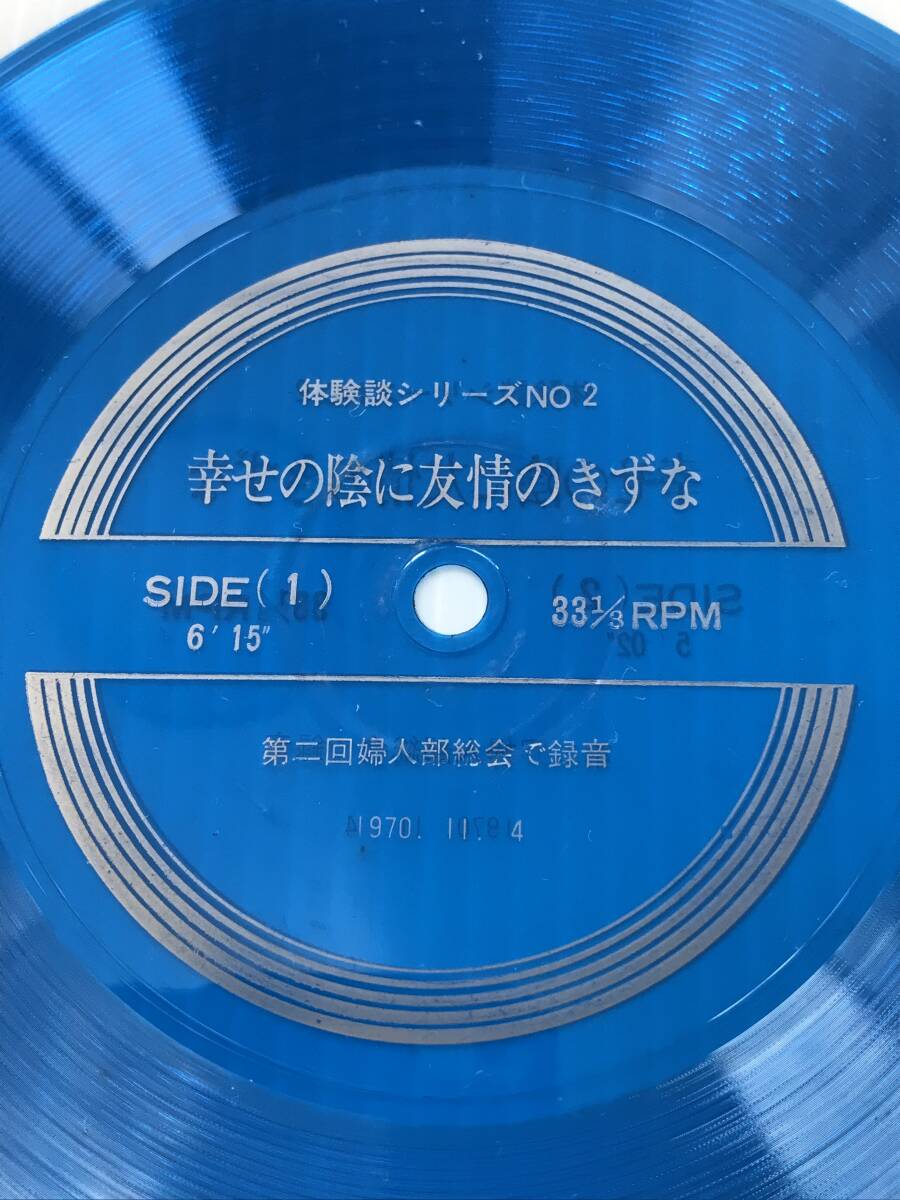 体験談シリーズNO 2
幸せの陰に友情のきずな
SIDE(1) 33⅓RPM
6′15″
第二回婦人部総会で録音
1970. 11. 4